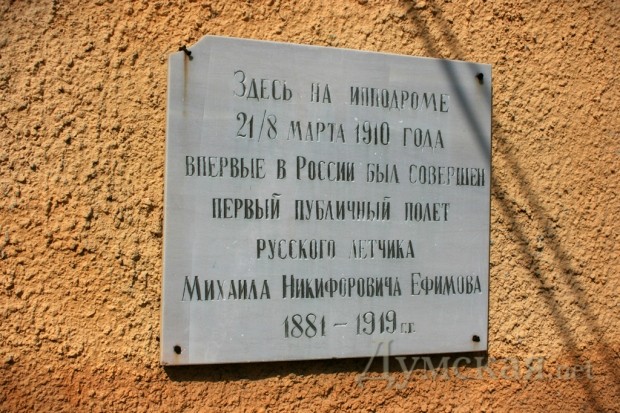 Здесь на ипподроме
21/8 марта 1910 года
впервые в России был совершен
первый публичный полет
русского летчика
Михаила Никифоровича Ефимова
1881 – 1919 г.г.
Думская.net